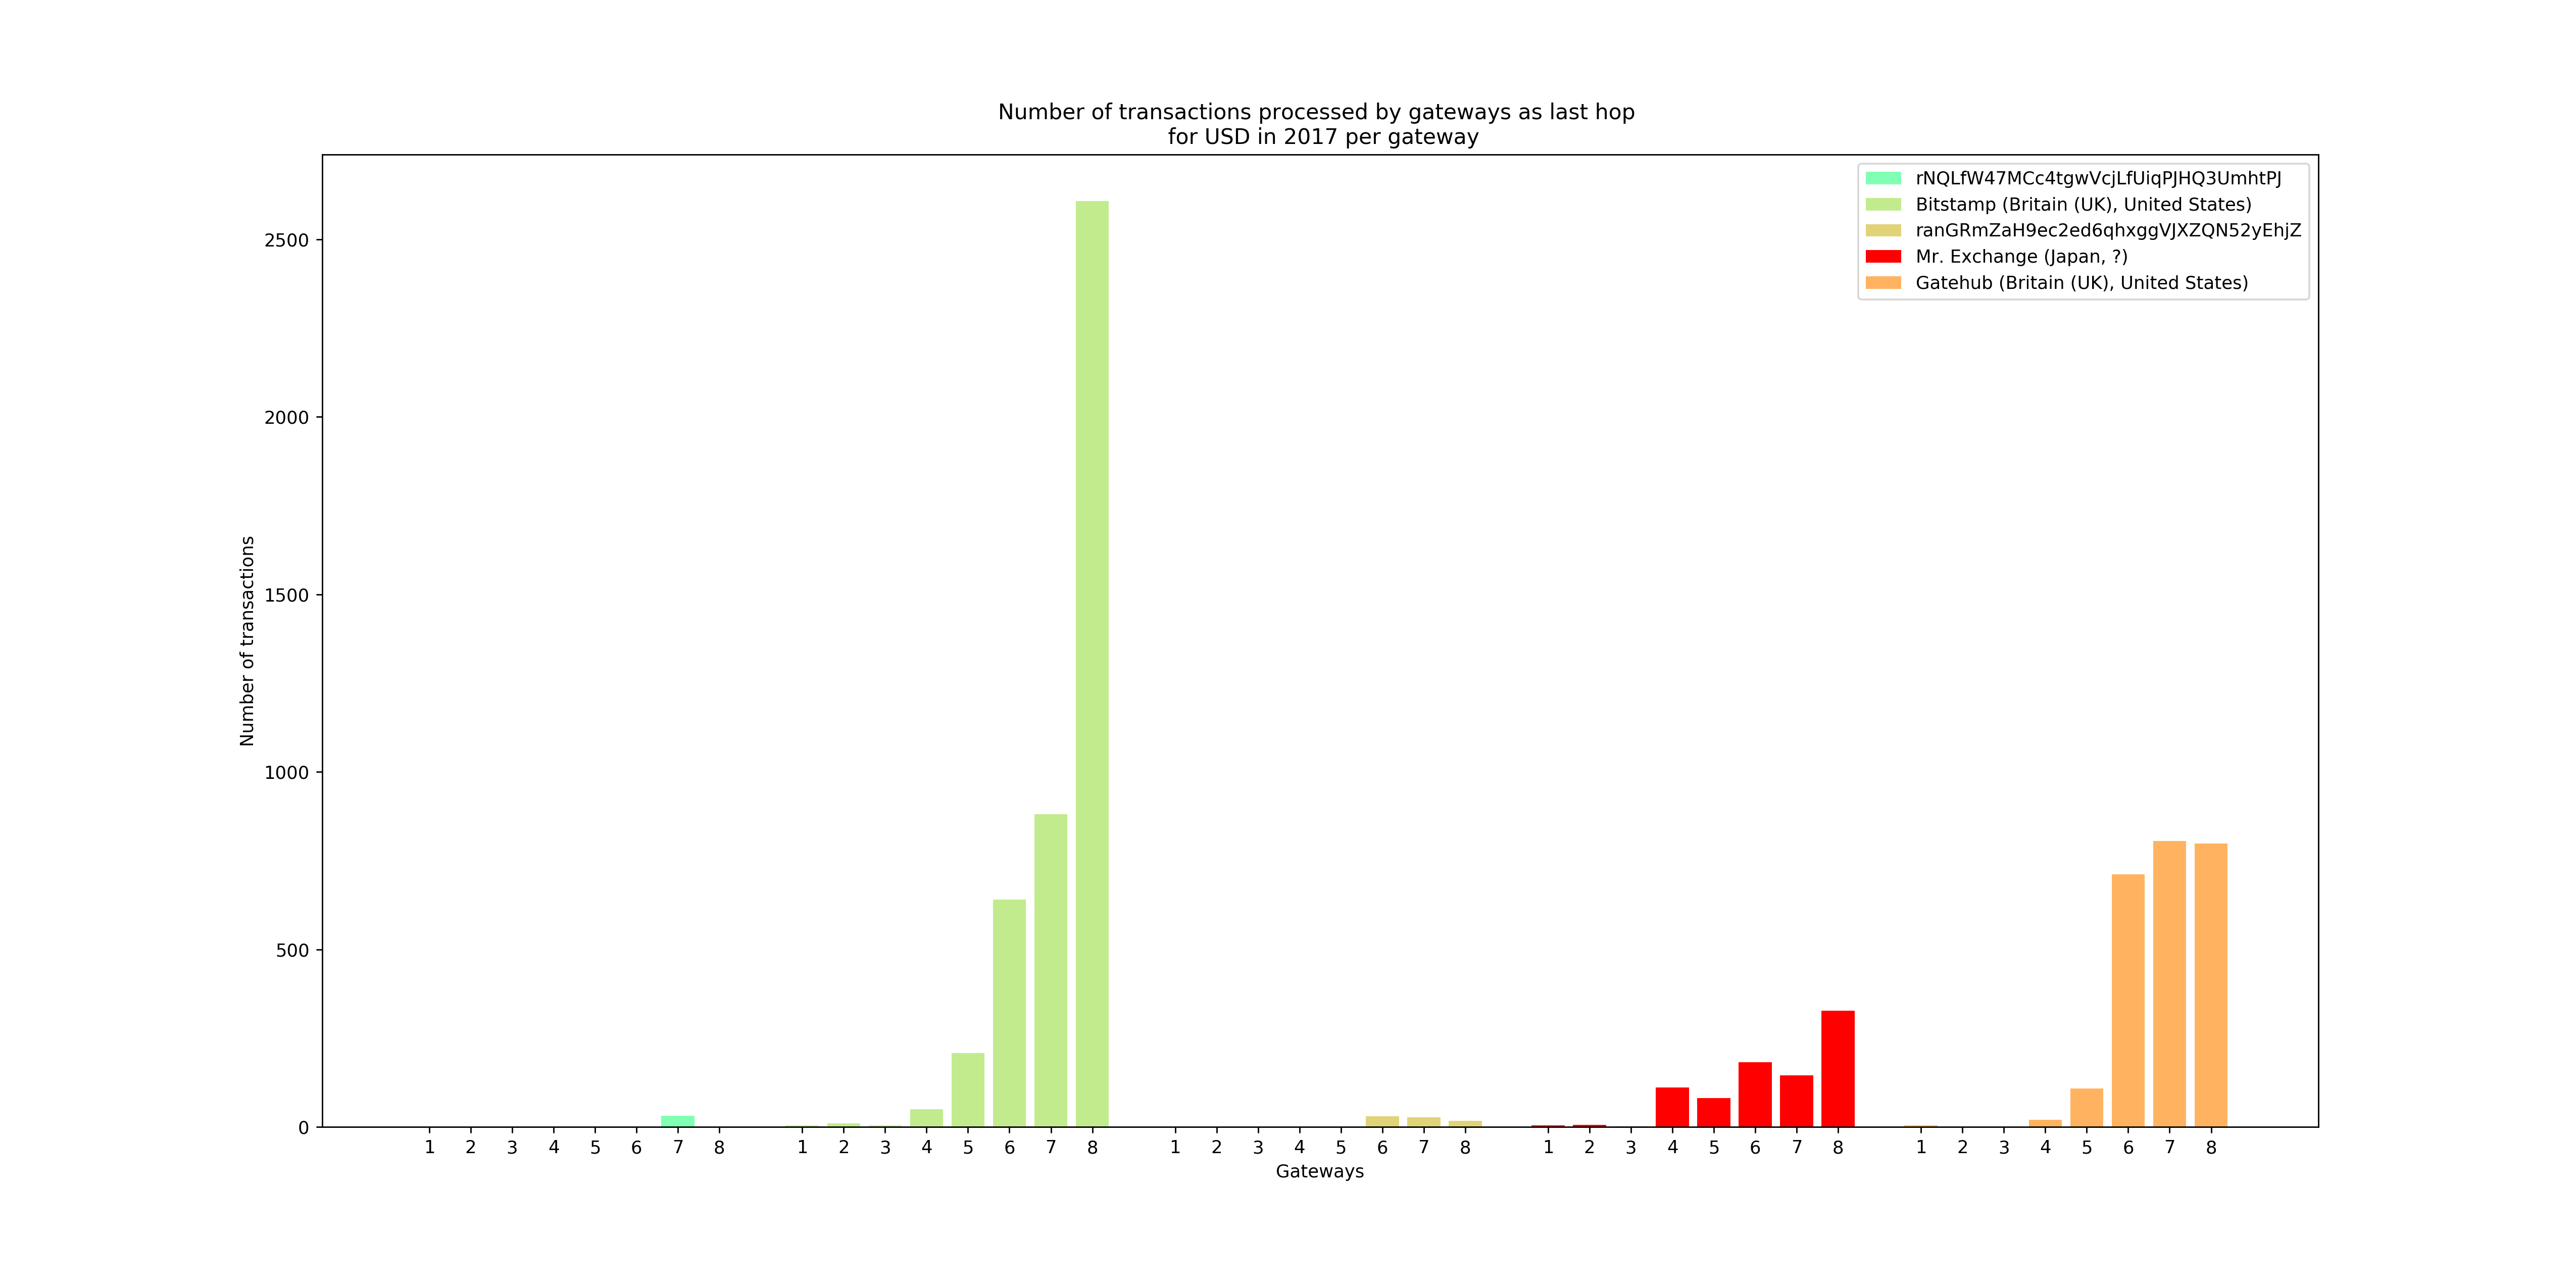 Number of transactions processed by gateways as last hop
for USD in 2017 per gateway
rNQLfW47MCc4tgwVcjLfUiqPJHQ3UmhtPJ
Bitstamp (Britain (UK), United States)
ranGRmZaH9ec2ed6qhxggVJXZQN52yEhjZ
Mr. Exchange (Japan, ?)
Gatehub (Britain (UK), United States)
2500
2000
1500
1000
500
0
Number of transactions
1 2 3 4 5 6 7 8 1 2 3 4 5 6 7 8 1 2 3 4 5 6 7 8 1 2 3 4 5 6 7 8 1 2 3 4 5 6 7 8
Gateways